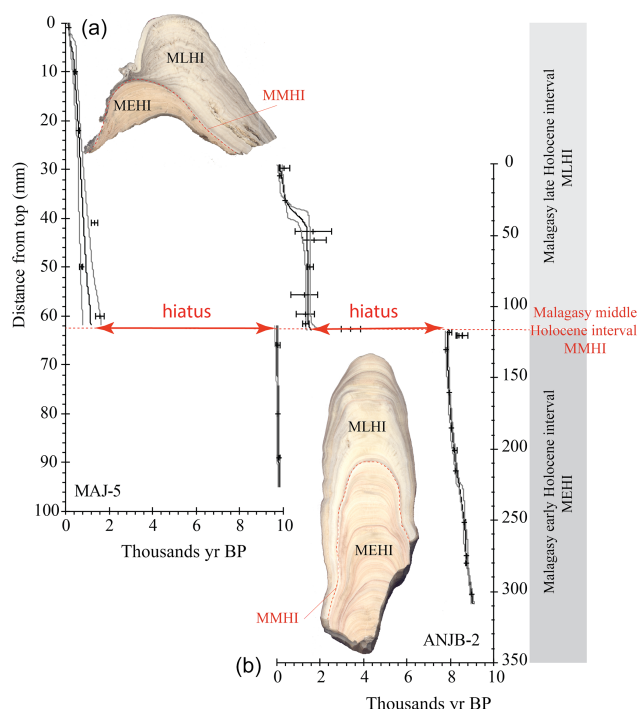 (a)
0
10
20
30
40
50
60
70
80
90
100
Distance from top (mm)
MLHI
MEHI
MMHI
hiatus
MAJ-5
0 2 4 6 8 10
Thousands yr BP
hiatus
0
50
100
150
200
250
300
350
MLHI
MEHI
MMHI
ANJB-2
(b)
0 2 4 6 8 10
Thousands yr BP
Malagasy late Holocene interval
MLHI
Malagasy middle
Holocene interval
MMHI
Malagasy early Holocene interval
MEHI